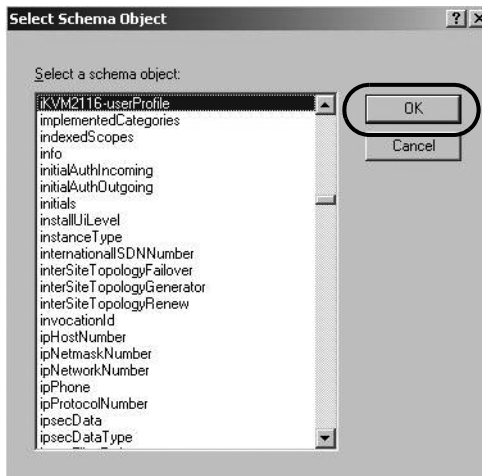 Select Schema Object
Select a schema object:
iKVM2116-userProfile
implementedCategories
indexedScopes
info
initialAuthIncoming
initialAuthOutgoing
initials
installUiLevel
instanceType
internationalISDNNumber
interSiteTopologyFailover
interSiteTopologyGenerator
interSiteTopologyRenew
invocationId
ipHostNumber
ipNetmaskNumber
ipNetworkNumber
ipPhone
ipProtocolNumber
ipsecData
ipsecDataType
OK
Cancel